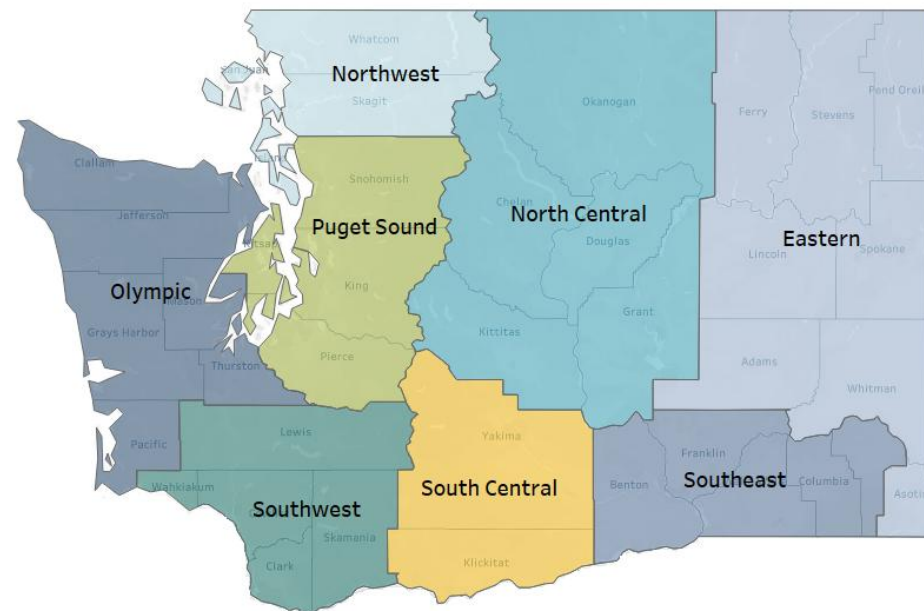 Whatcom
Northwest
San Juan
Skagit
Okanogan
Ferry
Stevens
Pend Oreil
Clallam
Island
Snohomish
Jefferson
Chelan
North Central
Puget Sound
Kitsap
Douglas
Eastern
Lincoln
Spokane
Olympic
Mason
King
Grays Harbor
Kittitas
Grant
Thurston
Pierce
Adams
Whitman
Pacific
Lewis
Yakima
Franklin
Wahkiakum
South Central
Benton
Southeast
Columbia
Asotin
Southwest
Skamania
Clark
Klickitat